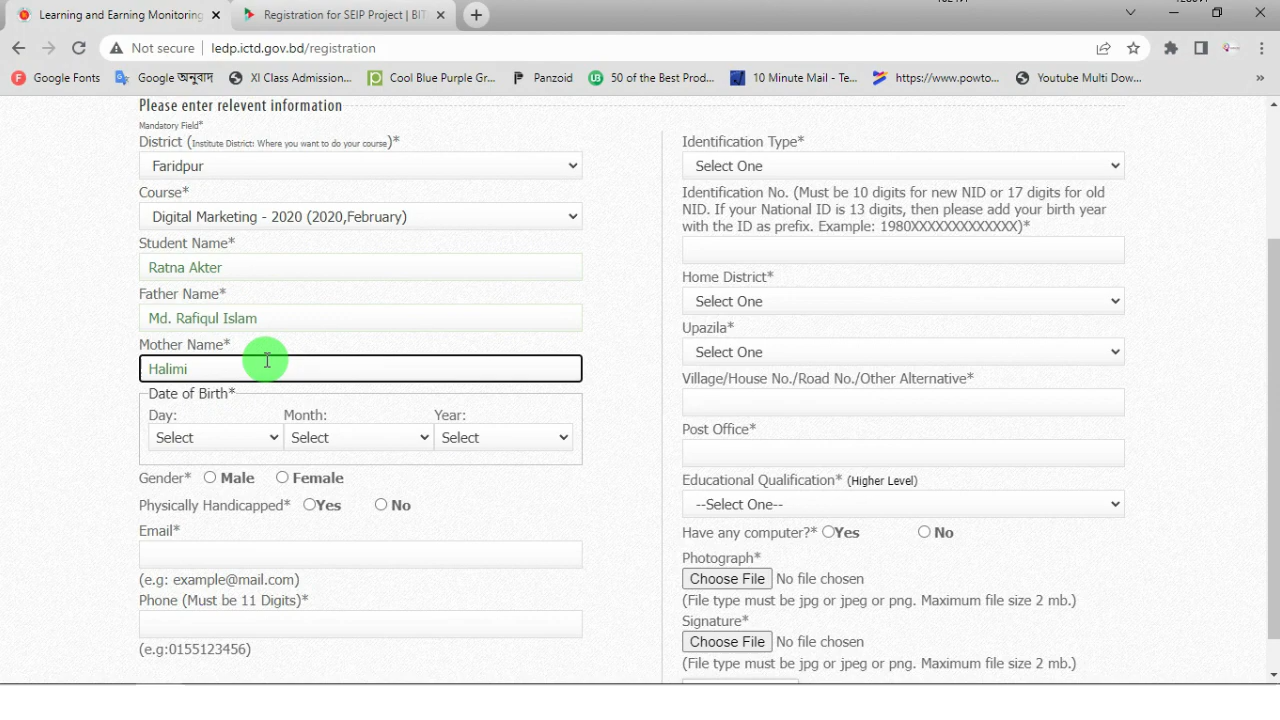 Learning and Earning Monitoring
Registration for SEIP Project | BIT
Not secure
ledp.ictd.gov.bd/registration
Google Fonts
Google অনুবাদ
XI Class Admission...
Cool Blue Purple Gr...
Panzoid
50 of the Best Prod...
10 Minute Mail - Te...
https://www.powto...
Youtube Multi Dow...
»
Please enter relevent information
Mandatory Field*
District (Institute District: Where you want to do your course)*
Faridpur
Course*
Digital Marketing - 2020 (2020,February)
Student Name*
Ratna Akter
Father Name*
Md. Rafiqul Islam
Mother Name*
Halimi
Date of Birth*
Day: Month: Year:
Select Select Select
Gender* Male Female
Physically Handicapped* Yes No
Email*
(e.g: example@mail.com)
Phone (Must be 11 Digits)*
(e.g:0155123456)
Identification Type*
Select One
Identification No. (Must be 10 digits for new NID or 17 digits for old
NID. If your National ID is 13 digits, then please add your birth year
with the ID as prefix. Example: 1980XXXXXXXXXXXXX)*
Home District*
Select One
Upazila*
Select One
Village/House No./Road No./Other Alternative*
Post Office*
Educational Qualification* (Higher Level)
--Select One--
Have any computer?* Yes No
Photograph*
Choose File No file chosen
(File type must be jpg or jpeg or png. Maximum file size 2 mb.)
Signature*
Choose File No file chosen
(File type must be jpg or jpeg or png. Maximum file size 2 mb.)